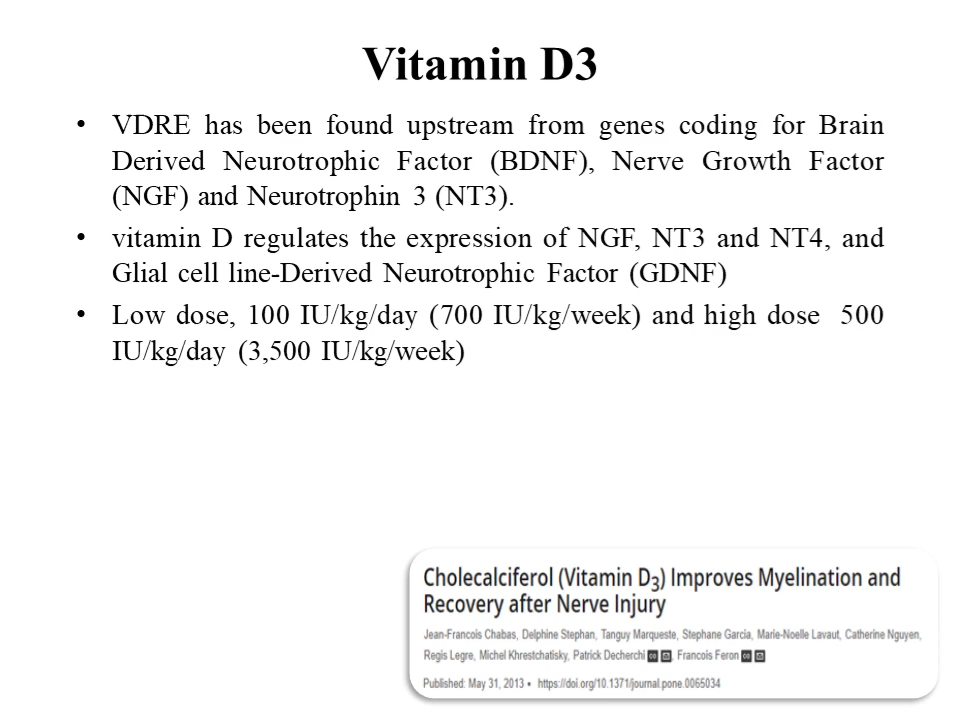 Vitamin D3
• VDRE has been found upstream from genes coding for Brain
Derived Neurotrophic Factor (BDNF), Nerve Growth Factor
(NGF) and Neurotrophin 3 (NT3).
• vitamin D regulates the expression of NGF, NT3 and NT4, and
Glial cell line-Derived Neurotrophic Factor (GDNF)
• Low dose, 100 IU/kg/day (700 IU/kg/week) and high dose 500
IU/kg/day (3,500 IU/kg/week)
Cholecalciferol (Vitamin D₃) Improves Myelination and
Recovery after Nerve Injury
Jean-Francois Chabas, Delphine Stephan, Tanguy Marqueste, Stephane Garcia, Marie-Noelle Lavaut, Catherine Nguyen,
Regis Legre, Michel Khrestchatisky, Patrick Decherchi, Francois Feron
Published: May 31, 2013 • https://doi.org/10.1371/journal.pone.0065034